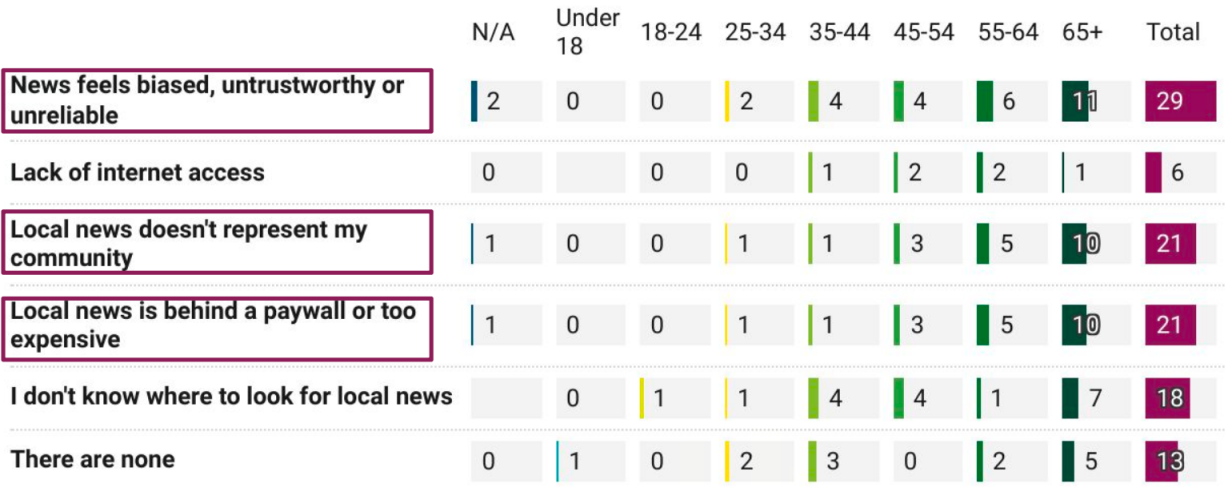 N/A Under 18 18-24 25-34 35-44 45-54 55-64 65+ Total
News feels biased, untrustworthy or
unreliable
2 0 0 2 4 4 6 11 29
Lack of internet access 0 0 0 1 2 2 1 6
Local news doesn't represent my
community
1 0 0 1 1 3 5 10 21
Local news is behind a paywall or too
expensive
1 0 0 1 1 3 5 10 21
I don't know where to look for local news 0 1 1 4 4 1 7 18
There are none 0 1 0 2 3 0 2 5 13